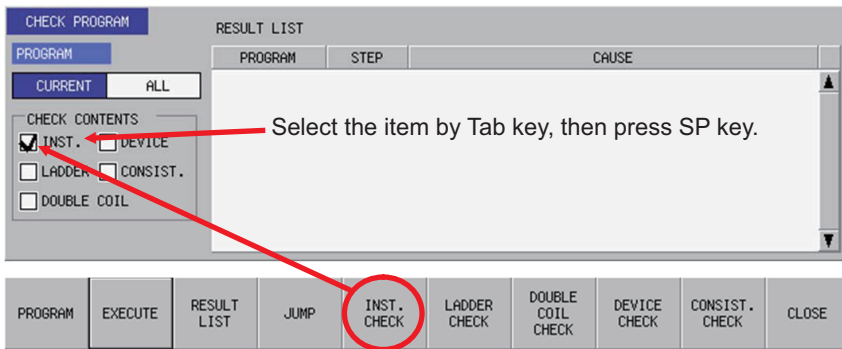 CHECK PROGRAM
PROGRAM
CURRENT ALL
CHECK CONTENTS
INST. DEVICE
LADDER CONSIST.
DOUBLE COIL
RESULT LIST
PROGRAM STEP CAUSE
Select the item by Tab key, then press SP key.
PROGRAM
EXECUTE
RESULT
LIST
JUMP
INST.
CHECK
LADDER
CHECK
DOUBLE
COIL
CHECK
DEVICE
CHECK
CONSIST.
CHECK
CLOSE